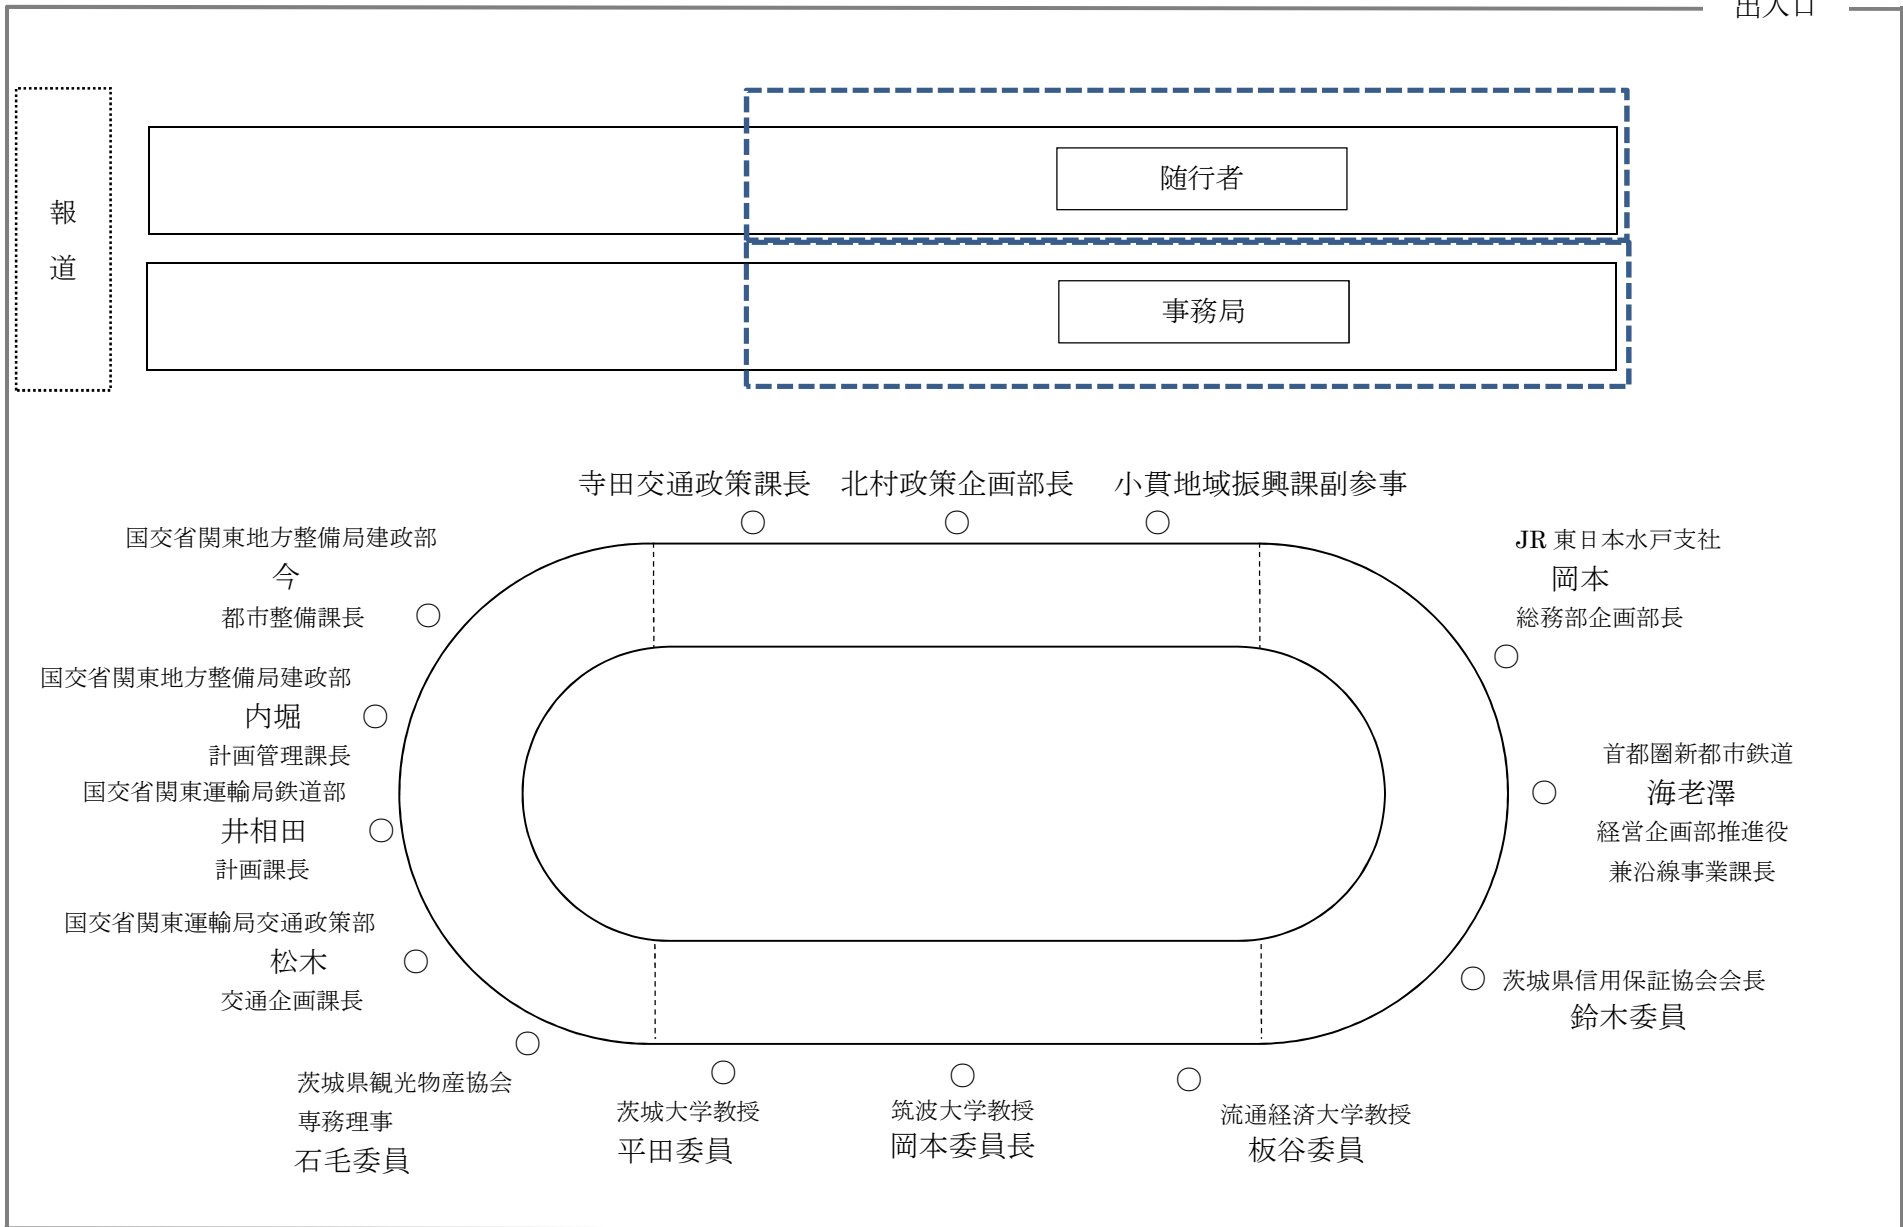 出入口
随行者
報
道
事務局
寺田交通政策課長 北村政策企画部長 小貫地域振興課副参事
国交省関東地方整備局建政部
今
都市整備課長
JR 東日本水戸支社
岡本
総務部企画部長
国交省関東地方整備局建政部
内堀
計画管理課長
国交省関東運輸局鉄道部
井相田
計画課長
首都圏新都市鉄道
海老澤
経営企画部推進役
兼沿線事業課長
国交省関東運輸局交通政策部
松木
交通企画課長
茨城県信用保証協会会長
鈴木委員
茨城県観光物産協会
専務理事
石毛委員
茨城大学教授
平田委員
筑波大学教授
岡本委員長
流通経済大学教授
板谷委員